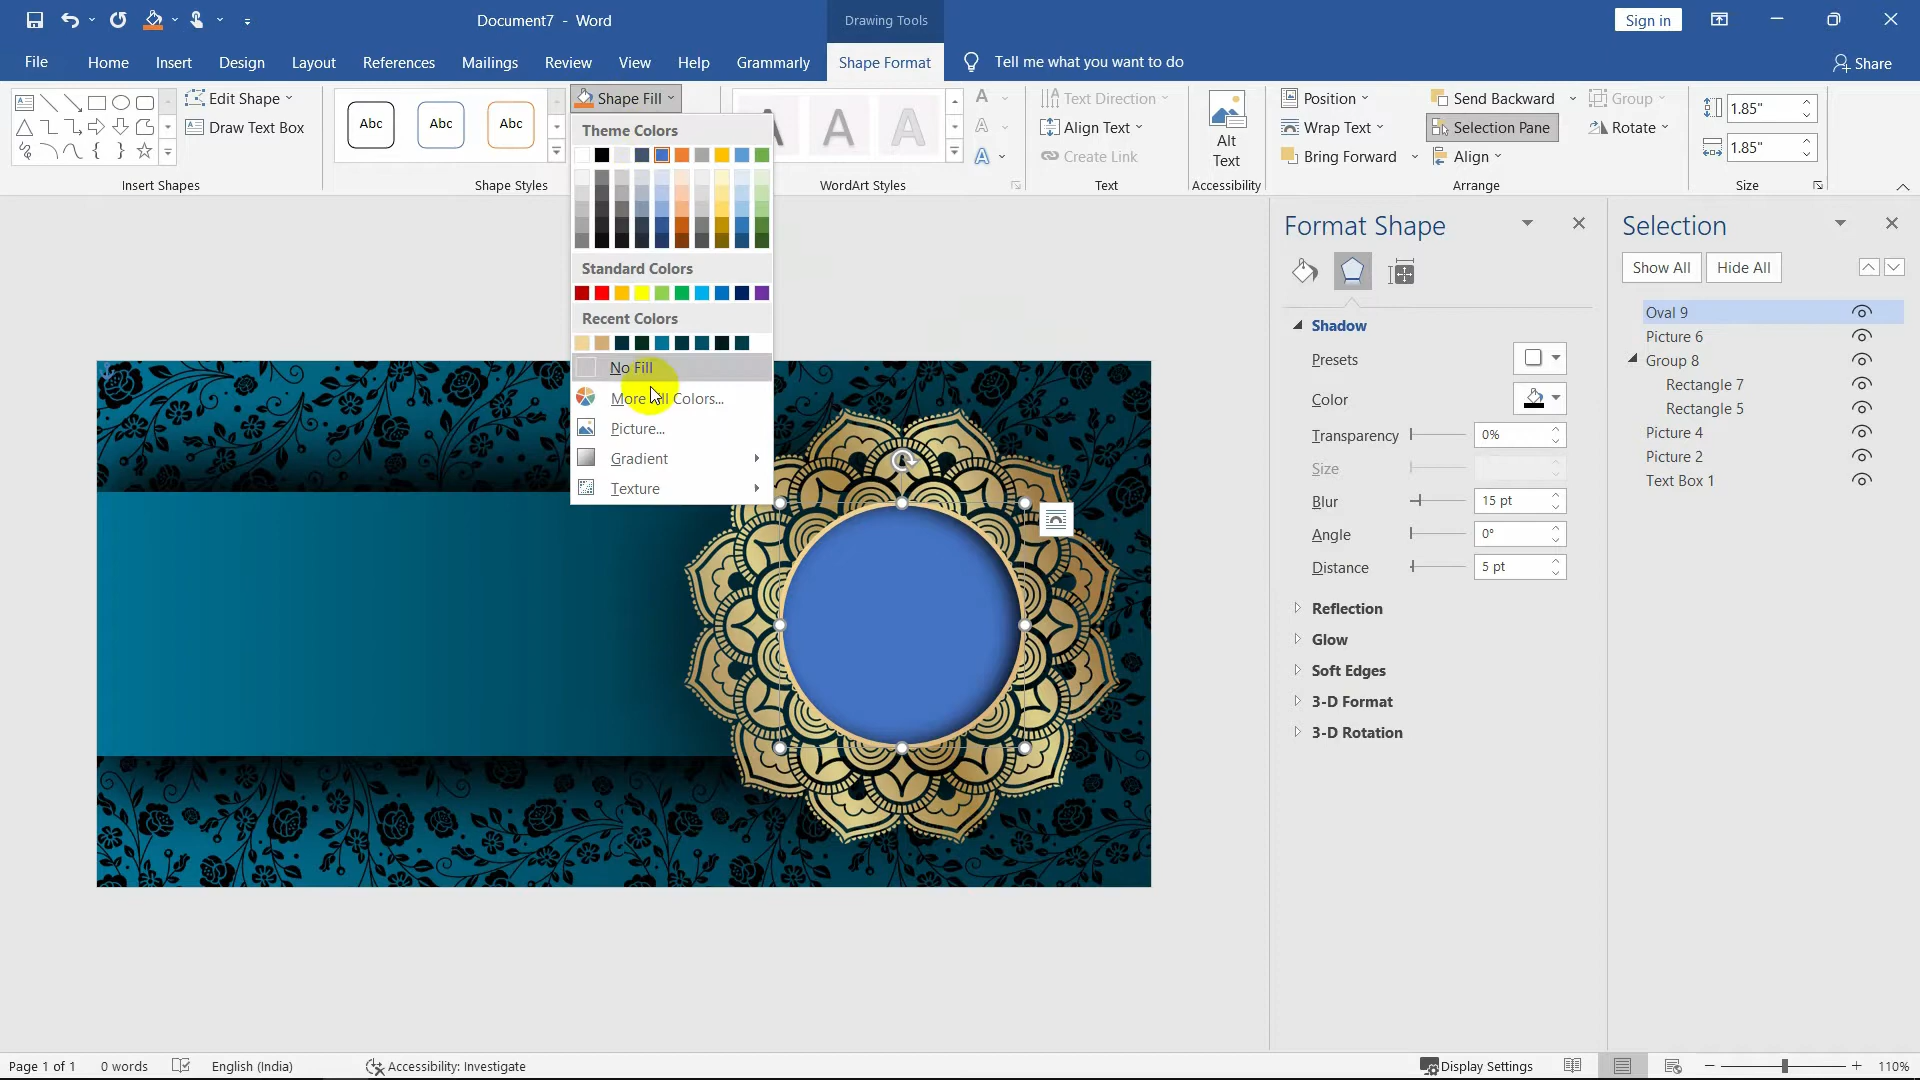 Document7 - Word
Drawing Tools
Sign in
File
Home
Insert
Design
Layout
References
Mailings
Review
View
Help
Grammarly
Shape Format
Tell me what you want to do
Share
Edit Shape
Draw Text Box
Insert Shapes
Abc
Abc
Abc
Shape Styles
Shape Fill
A
A
A
A
A
WordArt Styles
Text Direction
Align Text
Create Link
Text
Alt
Text
Accessibility
Position
Wrap Text
Bring Forward
Send Backward
Selection Pane
Align
Group
Rotate
Arrange
1.85"
1.85"
Size
Theme Colors
Standard Colors
Recent Colors
No Fill
More Fill Colors...
Picture...
Gradient
Texture
Format Shape
Shadow
Presets
Color
Transparency
0%
Size
Blur
15 pt
Angle
0°
Distance
5 pt
Reflection
Glow
Soft Edges
3-D Format
3-D Rotation
Selection
Show All
Hide All
Oval 9
Picture 6
Group 8
Rectangle 7
Rectangle 5
Picture 4
Picture 2
Text Box 1
Page 1 of 1
0 words
English (India)
Accessibility: Investigate
Display Settings
110%